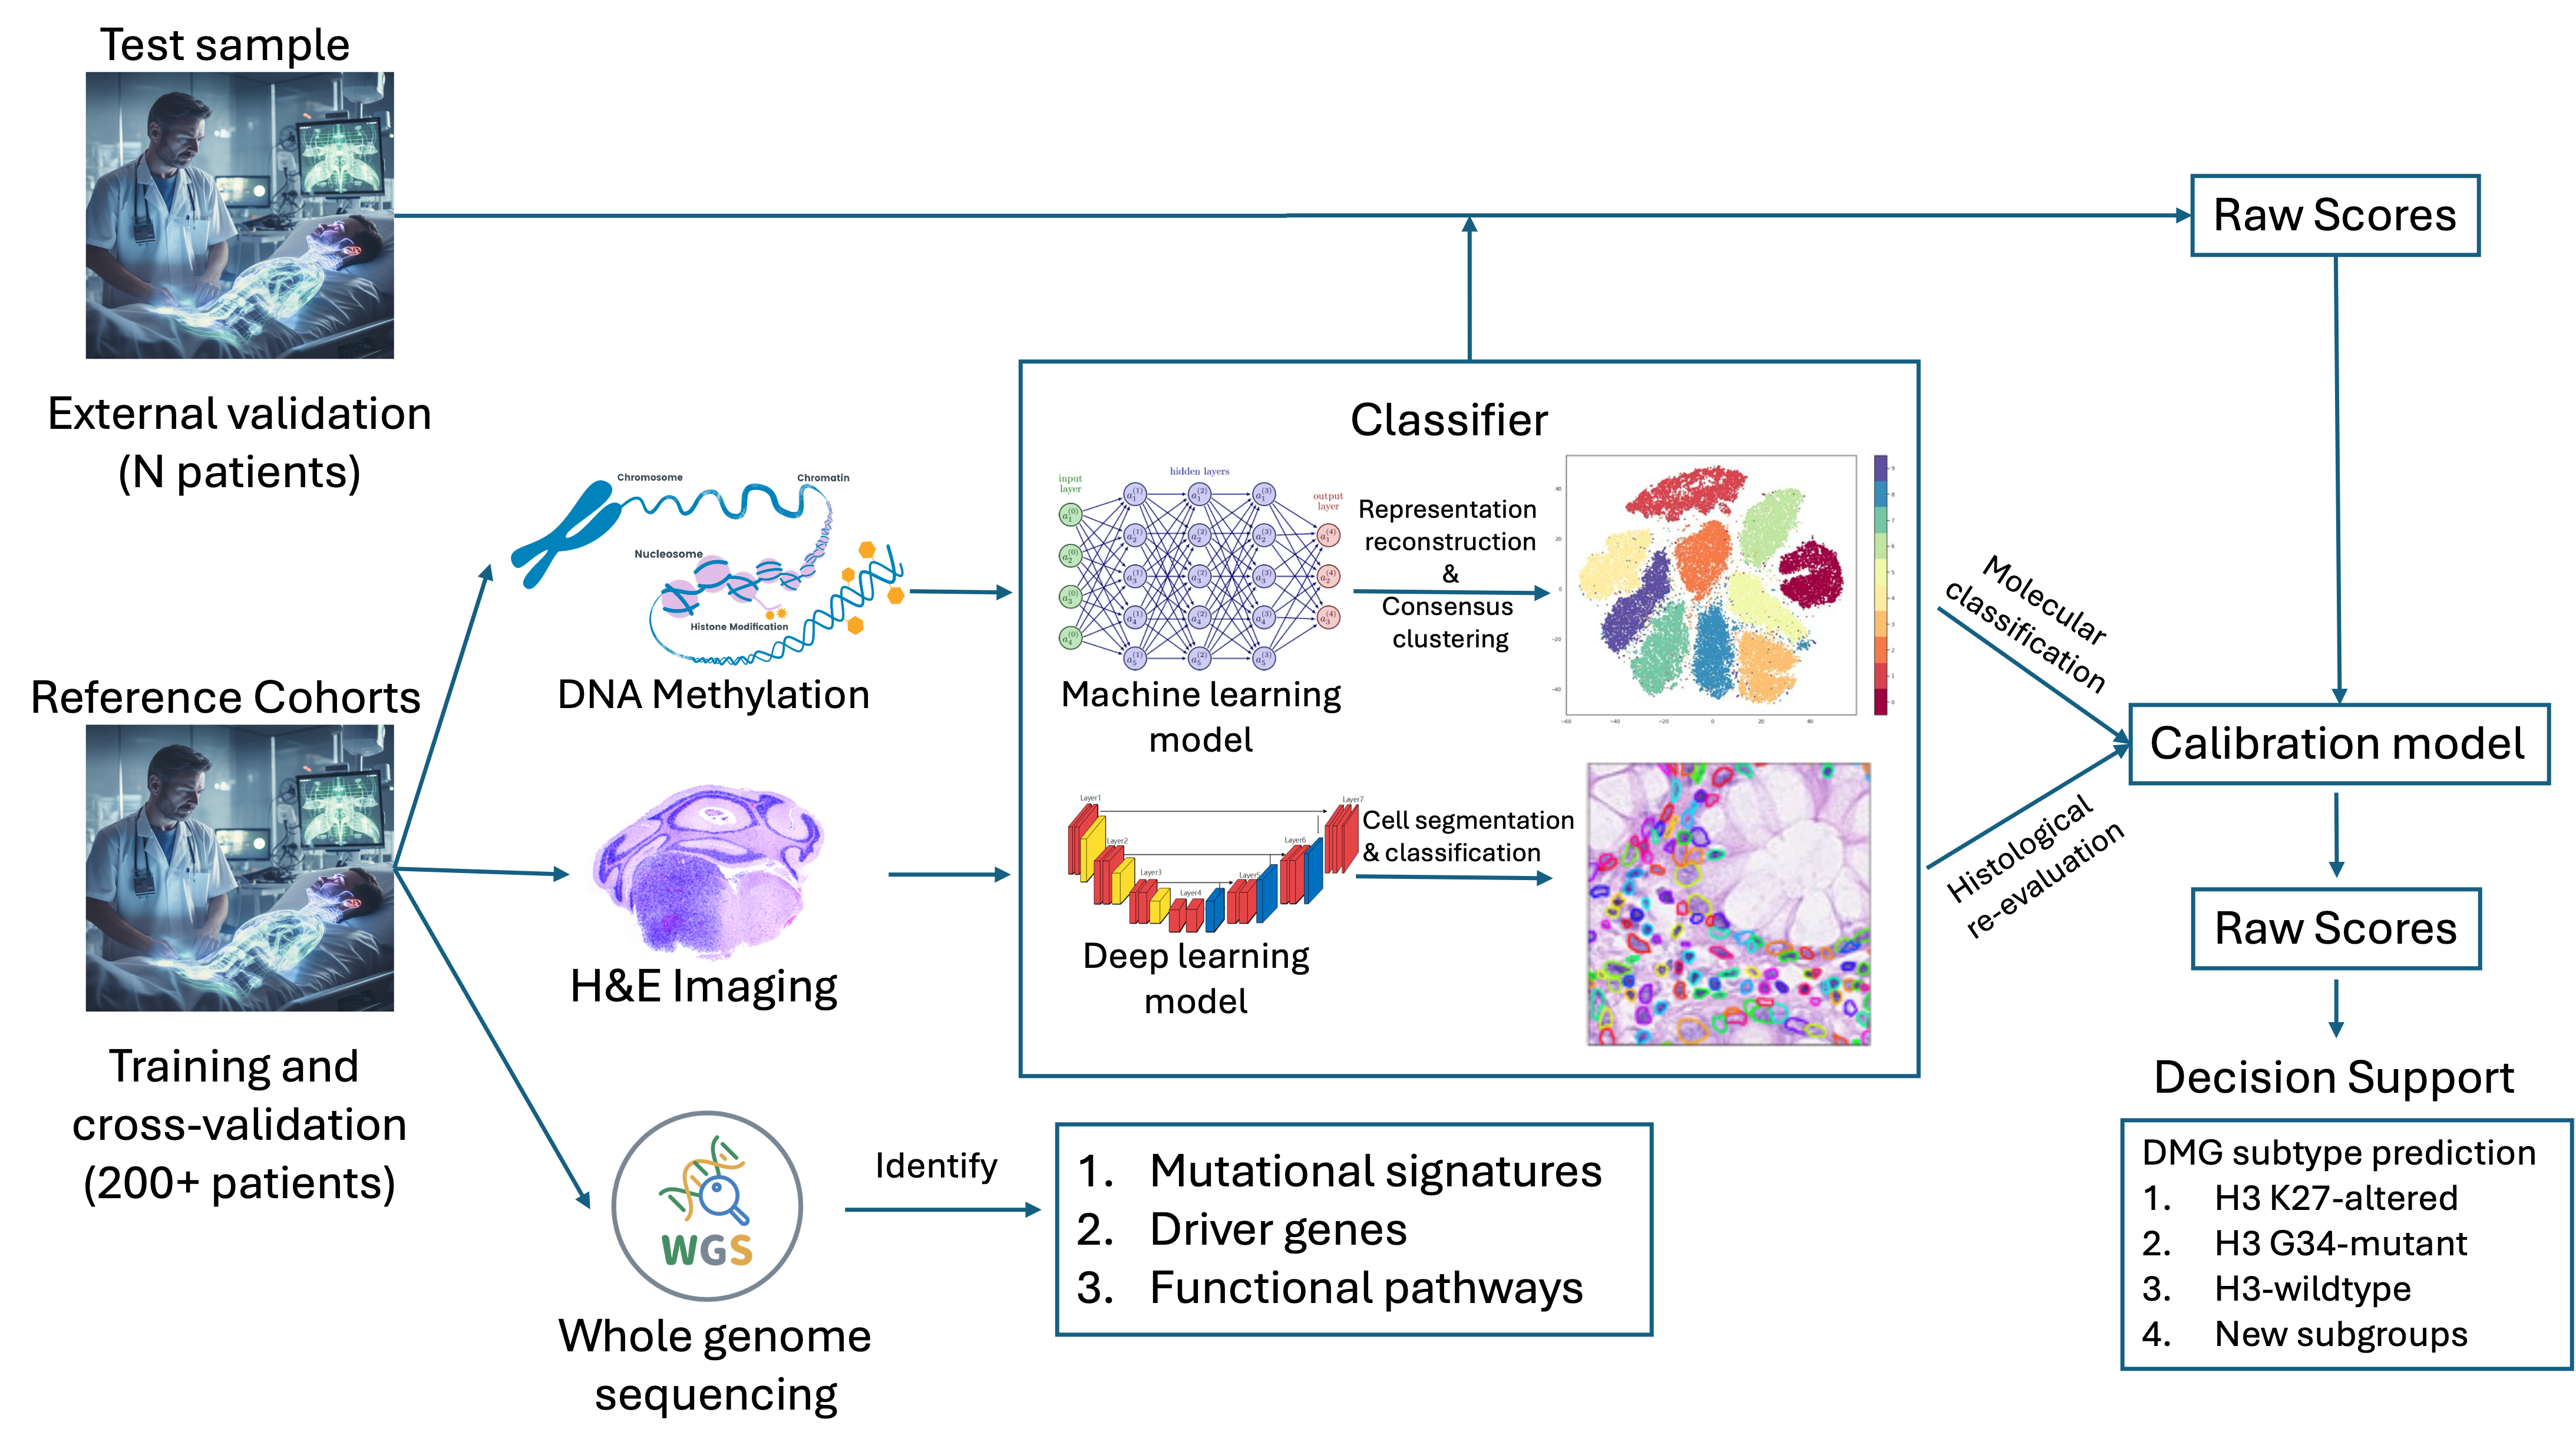 Test sample
External validation
(N patients)
Reference Cohorts
Training and
cross-validation
(200+ patients)
Chromosome
Chromatin
Nucleosome
Histone Modification
DNA Methylation
H&E Imaging
WGS
Whole genome
sequencing
Identify
1. Mutational signatures
2. Driver genes
3. Functional pathways
Classifier
input
layer
hidden layers
output
layer
Machine learning
model
Representation
reconstruction
&
Consensus
clustering
Layer1
Layer2
Layer3
Layer4
Layer5
Layer6
Layer7
Deep learning
model
Cell segmentation
& classification
Molecular
classification
Histological
re-evaluation
Raw Scores
Calibration model
Raw Scores
Decision Support
DMG subtype prediction
1. H3 K27-altered
2. H3 G34-mutant
3. H3-wildtype
4. New subgroups